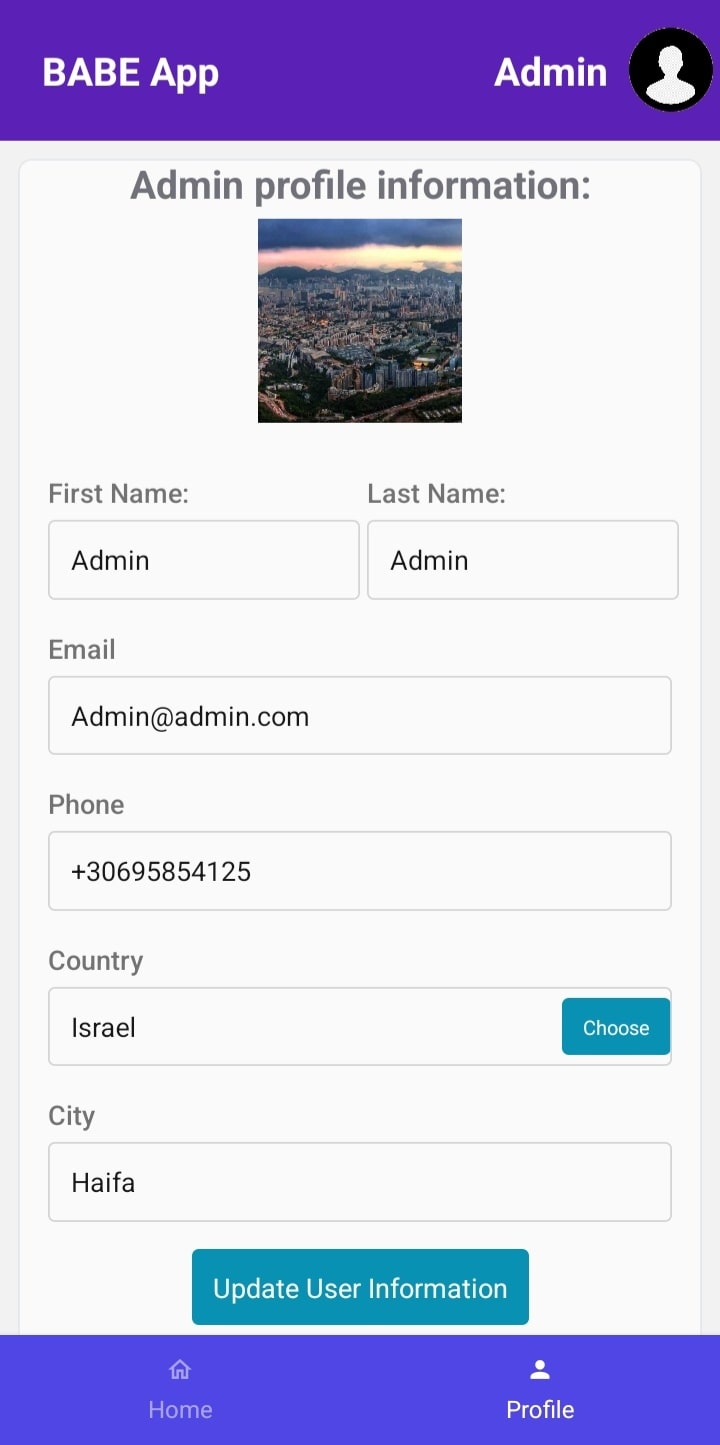 BABE App
Admin
Admin profile information:
First Name:
Last Name:
Admin
Admin
Email
Admin@admin.com
Phone
+30695854125
Country
Israel
Choose
City
Haifa
Update User Information
Home
Profile